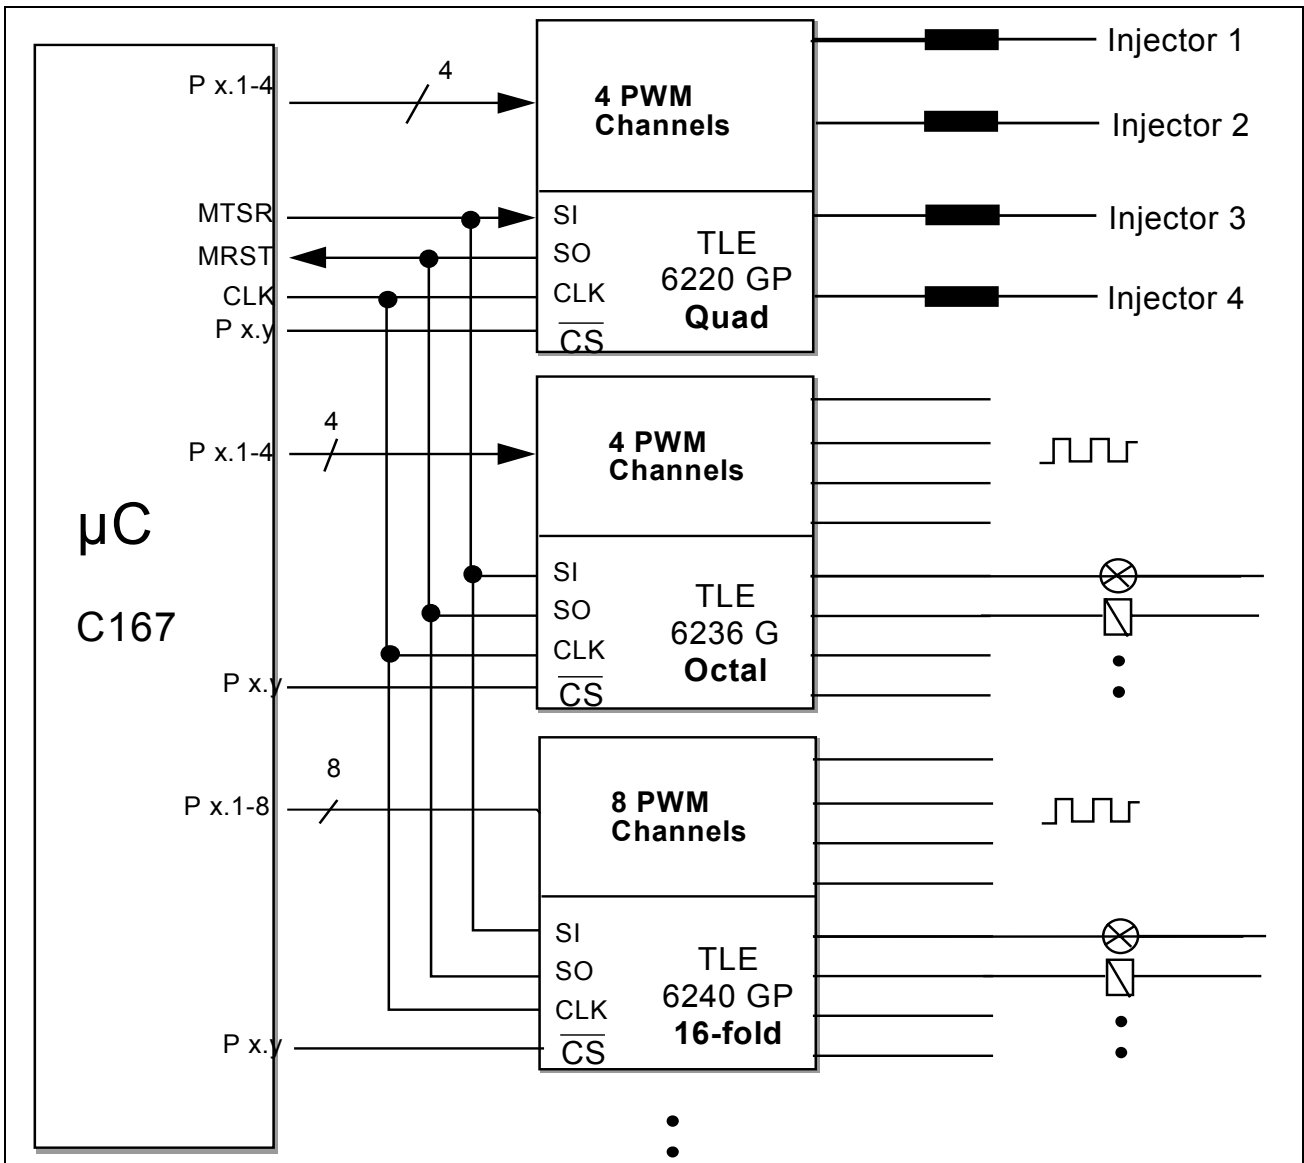 P x.1-4
4
4 PWM
Channels
Injector 1
Injector 2
MTSR
SI
MRST
SO
CLK
CLK
P x.y
CS
TLE
6220 GP
Quad
Injector 3
Injector 4
P x.1-4
4
4 PWM
Channels
µC
C167
SI
SO
CLK
P x.y
CS
TLE
6236 G
Octal
P x.1-8
8
8 PWM
Channels
SI
SO
CLK
P x.y
CS
TLE
6240 GP
16-fold